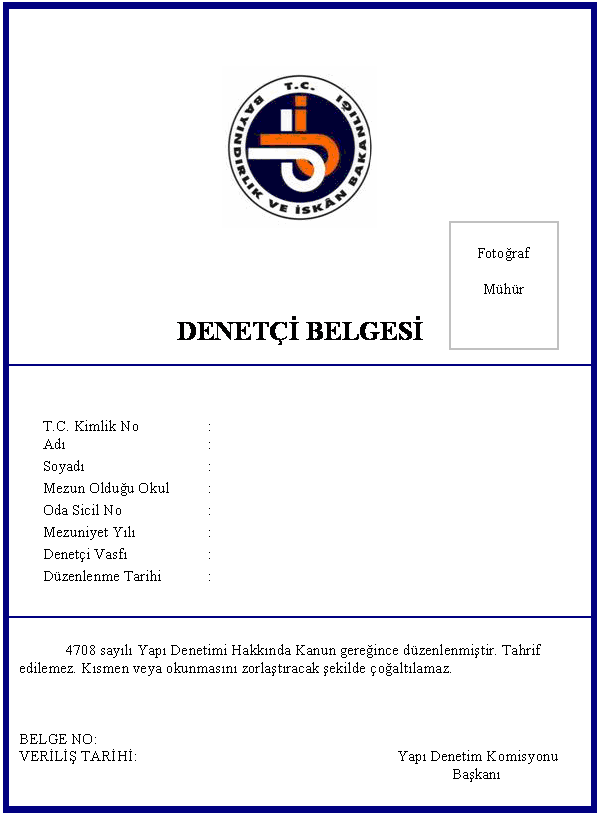 T.C.
BAYINDIRLIK VE İSKÂN BAKANLIĞI
Fotoğraf
Mühür
DENETÇİ BELGESİ
T.C. Kimlik No :
Adı :
Soyadı :
Mezun Olduğu Okul :
Oda Sicil No :
Mezuniyet Yılı :
Denetçi Vasfı :
Düzenlenme Tarihi :
4708 sayılı Yapı Denetimi Hakkında Kanun gereğince düzenlenmiştir. Tahrif
edilemez. Kısmen veya okunmasını zorlaştıracak şekilde çoğaltılamaz.
BELGE NO:
VERİLİŞ TARİHİ: Yapı Denetim Komisyonu
Başkanı